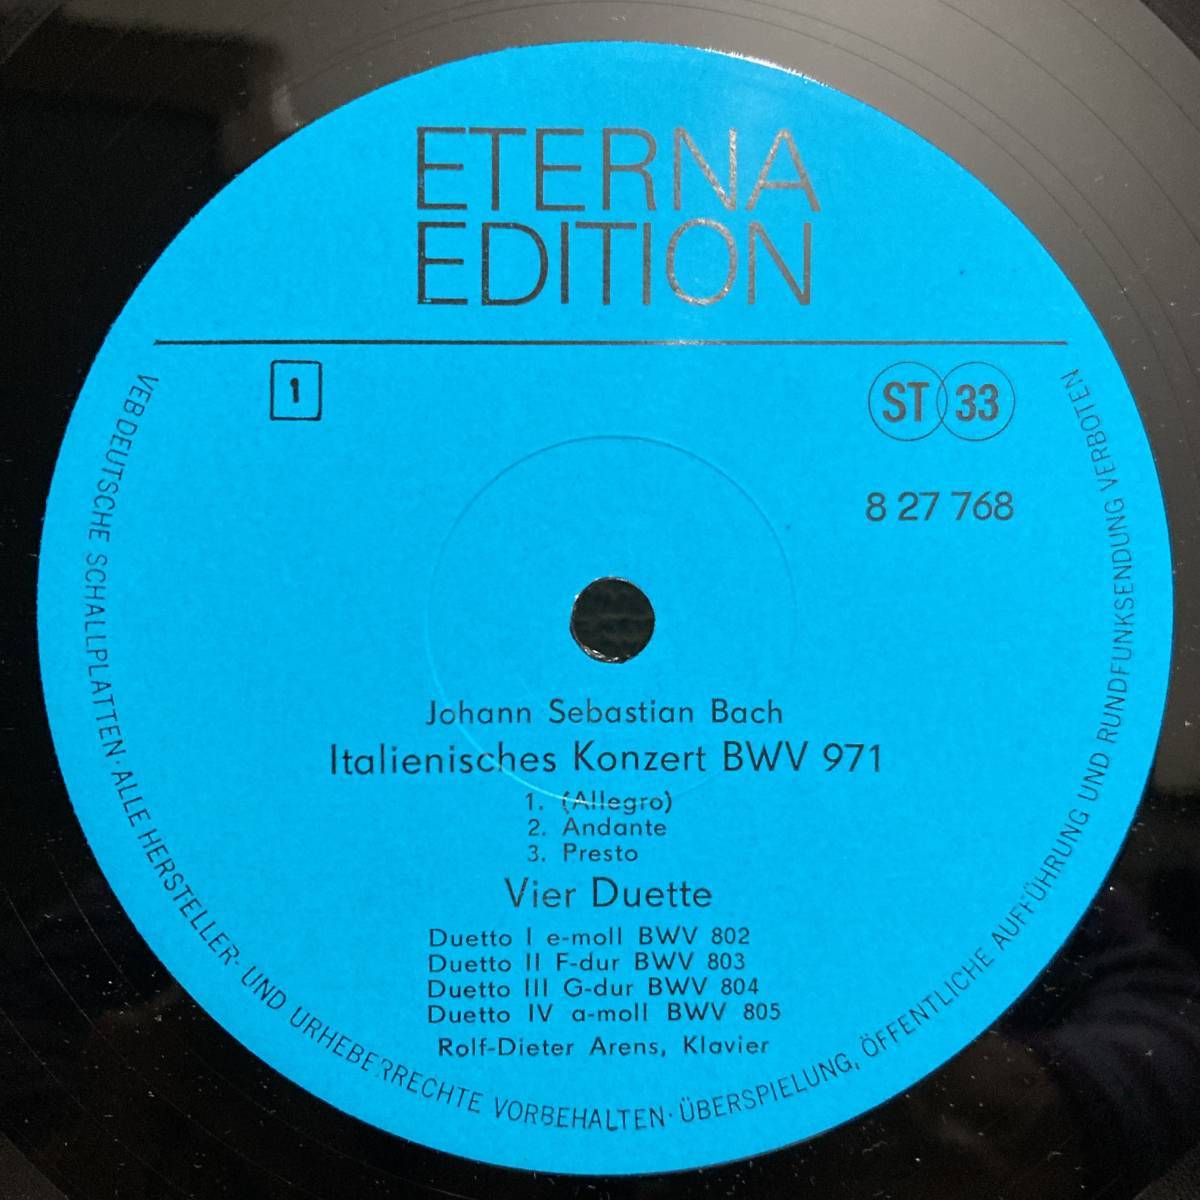 ETERNA
EDITION
1
ST 33
8 27 768
Johann Sebastian Bach
Italienisches Konzert BWV 971
1. (Allegro)
2. Andante
3. Presto
Vier Duette
Duetto I e-moll BWV 802
Duetto II F-dur BWV 803
Duetto III G-dur BWV 804
Duetto IV a-moll BWV 805
Rolf-Dieter Arens, Klavier
VEB DEUTSCHE SCHALLPLATTEN · ALLE HERSTELLER- UND URHEBERRECHTE VORBEHALTEN · ÜBERSPIELUNG, ÖFFENTLICHE AUFFÜHRUNG UND RUNDFUNKSENDUNG VERBOTEN